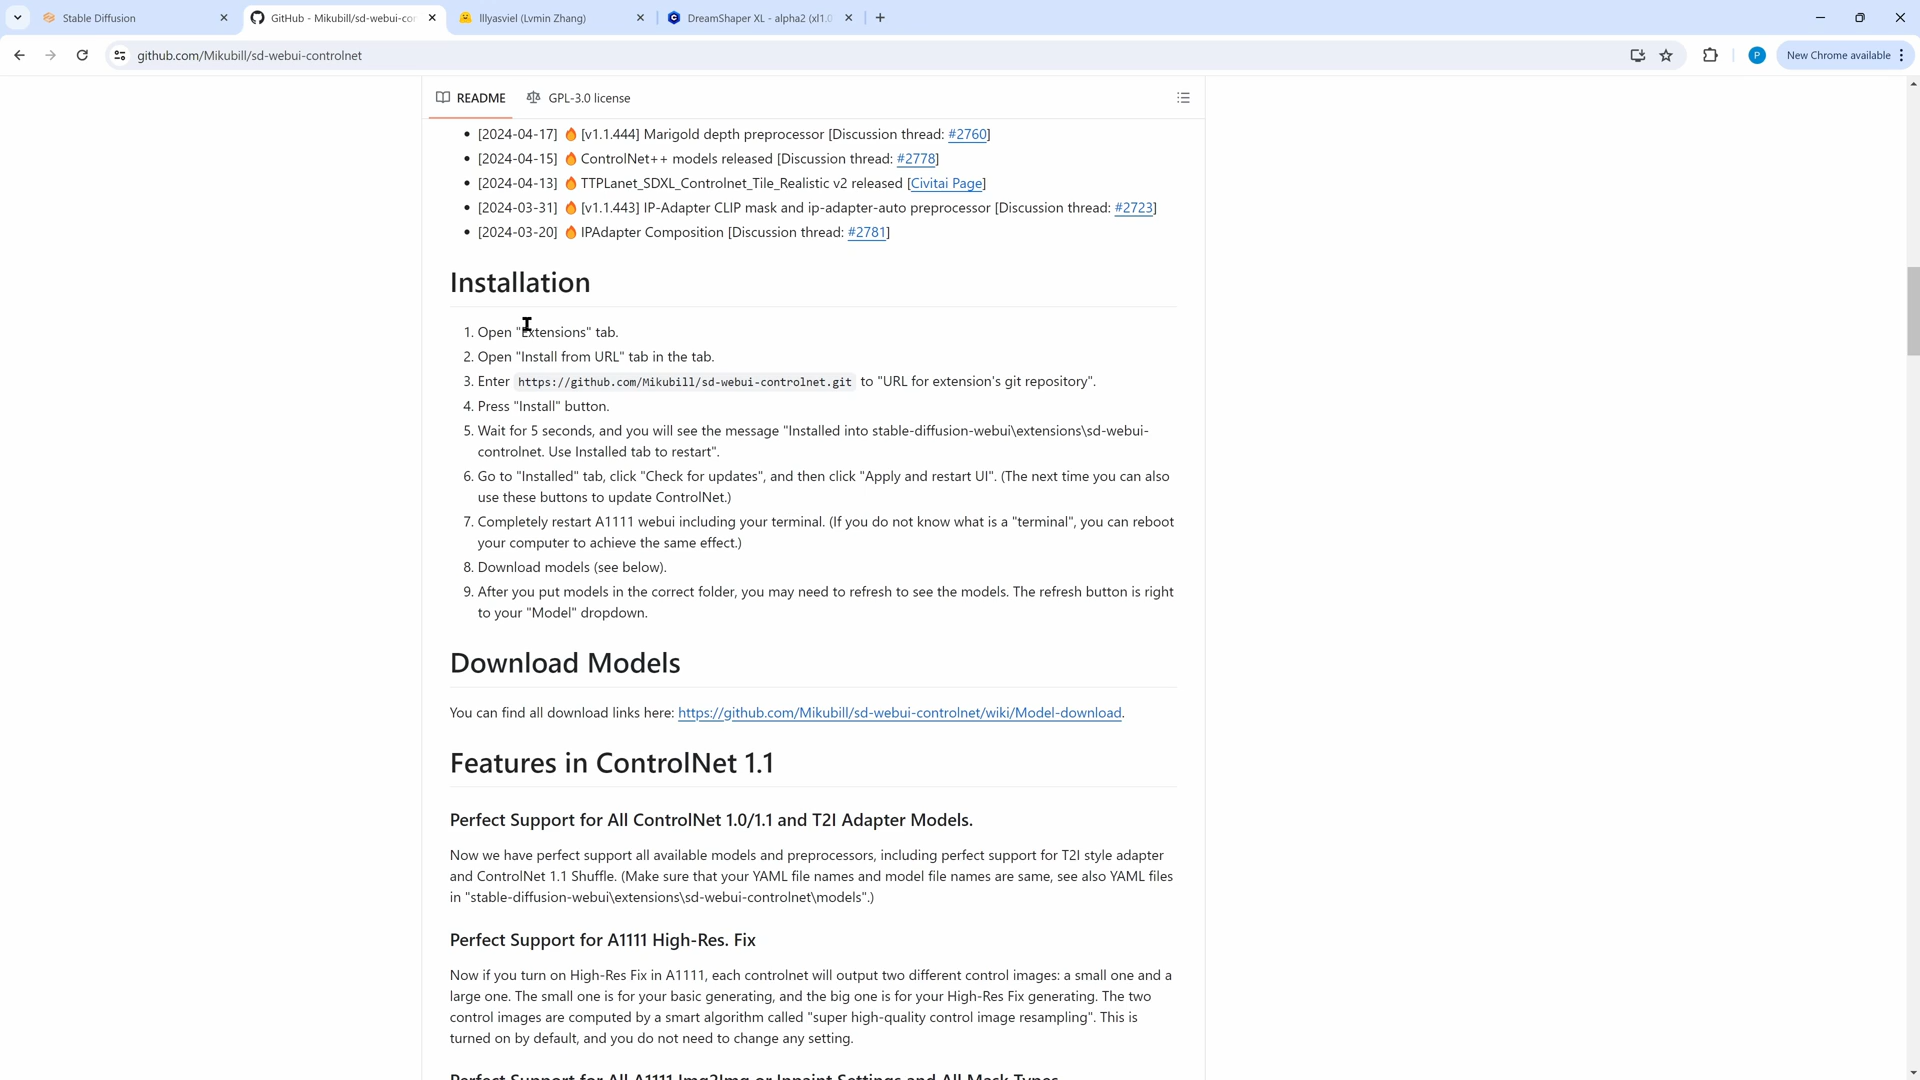 Stable Diffusion
GitHub - Mikubill/sd-webui-co
lllyasviel (Lvmin Zhang)
DreamShaper XL - alpha2 (xl1.0
github.com/Mikubill/sd-webui-controlnet
P
New Chrome available
README
GPL-3.0 license
• [2024-04-17] 🔥 [v1.1.444] Marigold depth preprocessor [Discussion thread: #2760]
• [2024-04-15] 🔥 ControlNet++ models released [Discussion thread: #2778]
• [2024-04-13] 🔥 TTPLanet_SDXL_Controlnet_Tile_Realistic v2 released [Civitai Page]
• [2024-03-31] 🔥 [v1.1.443] IP-Adapter CLIP mask and ip-adapter-auto preprocessor [Discussion thread: #2723]
• [2024-03-20] 🔥 IPAdapter Composition [Discussion thread: #2781]
Installation
1. Open "Extensions" tab.
2. Open "Install from URL" tab in the tab.
3. Enter https://github.com/Mikubill/sd-webui-controlnet.git to "URL for extension's git repository".
4. Press "Install" button.
5. Wait for 5 seconds, and you will see the message "Installed into stable-diffusion-webui\extensions\sd-webui-
controlnet. Use Installed tab to restart".
6. Go to "Installed" tab, click "Check for updates", and then click "Apply and restart UI". (The next time you can also
use these buttons to update ControlNet.)
7. Completely restart A1111 webui including your terminal. (If you do not know what is a "terminal", you can reboot
your computer to achieve the same effect.)
8. Download models (see below).
9. After you put models in the correct folder, you may need to refresh to see the models. The refresh button is right
to your "Model" dropdown.
Download Models
You can find all download links here: https://github.com/Mikubill/sd-webui-controlnet/wiki/Model-download.
Features in ControlNet 1.1
Perfect Support for All ControlNet 1.0/1.1 and T2I Adapter Models.
Now we have perfect support all available models and preprocessors, including perfect support for T2I style adapter
and ControlNet 1.1 Shuffle. (Make sure that your YAML file names and model file names are same, see also YAML files
in "stable-diffusion-webui\extensions\sd-webui-controlnet\models".)
Perfect Support for A1111 High-Res. Fix
Now if you turn on High-Res Fix in A1111, each controlnet will output two different control images: a small one and a
large one. The small one is for your basic generating, and the big one is for your High-Res Fix generating. The two
control images are computed by a smart algorithm called "super high-quality control image resampling". This is
turned on by default, and you do not need to change any setting.
Perfect Support for All A1111 Img2Img or Inpaint Settings and All Mask Types